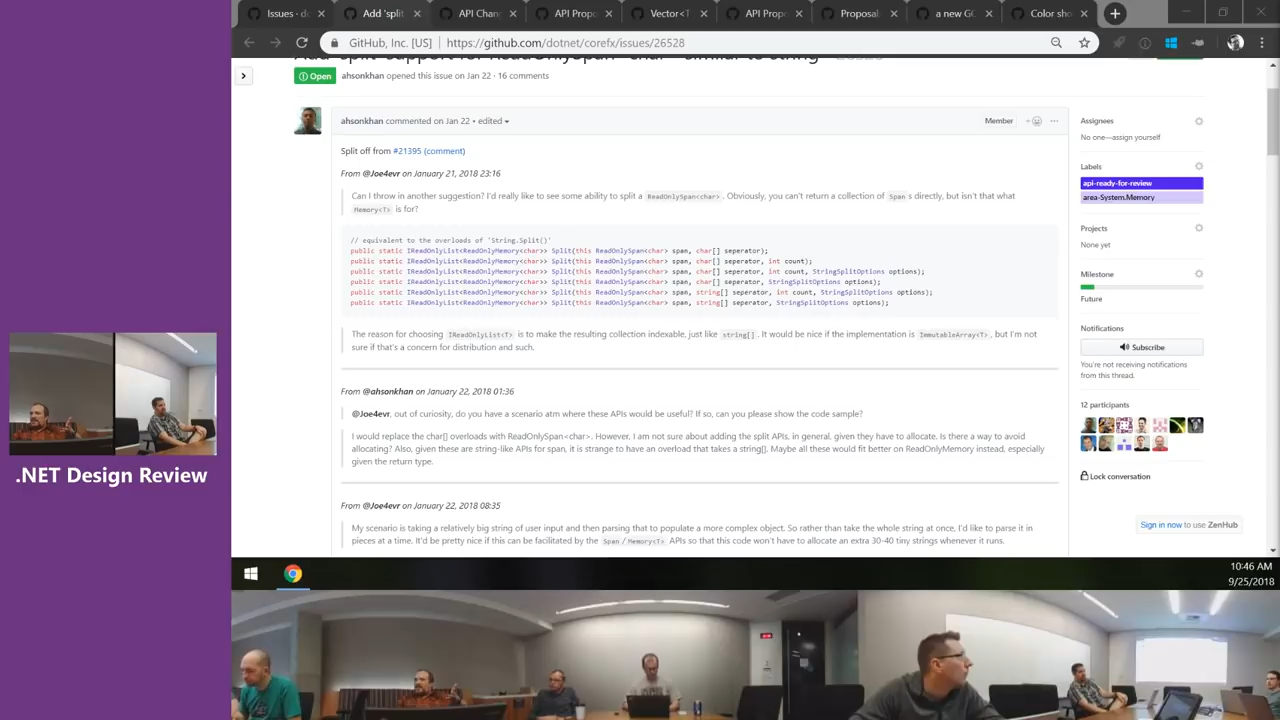 Issues · du
Add 'split
API Chang
API Propo
Vector<T
API Propo
Proposals
a new GC
Color sho
GitHub, Inc. [US] https://github.com/dotnet/corefx/issues/26528
Add 'split' support for ReadOnlySpan<char> similar to string
Open ahsonkhan opened this issue on Jan 22 · 16 comments
ahsonkhan commented on Jan 22 • edited
Member
Split off from #21395 (comment)
From @Joe4evr on January 21, 2018 23:16
Can I throw in another suggestion? I'd really like to see some ability to split a ReadOnlySpan<char>. Obviously, you can't return a collection of Span s directly, but isn't that what
Memory<T> is for?
// equivalent to the overloads of 'String.Split()'
public static IReadOnlyList<ReadOnlyMemory<char>> Split(this ReadOnlySpan<char> span, char[] seperator);
public static IReadOnlyList<ReadOnlyMemory<char>> Split(this ReadOnlySpan<char> span, char[] seperator, int count);
public static IReadOnlyList<ReadOnlyMemory<char>> Split(this ReadOnlySpan<char> span, char[] seperator, int count, StringSplitOptions options);
public static IReadOnlyList<ReadOnlyMemory<char>> Split(this ReadOnlySpan<char> span, char[] seperator, StringSplitOptions options);
public static IReadOnlyList<ReadOnlyMemory<char>> Split(this ReadOnlySpan<char> span, string[] seperator, int count, StringSplitOptions options);
public static IReadOnlyList<ReadOnlyMemory<char>> Split(this ReadOnlySpan<char> span, string[] seperator, StringSplitOptions options);
The reason for choosing IReadOnlyList<T> is to make the resulting collection indexable, just like string[]. It would be nice if the implementation is ImmutableArray<T>, but I'm not
sure if that's a concern for distribution and such.
From @ahsonkhan on January 22, 2018 01:36
@Joe4evr, out of curiosity, do you have a scenario atm where these APIs would be useful? If so, can you please show the code sample?
I would replace the char[] overloads with ReadOnlySpan<char>. However, I am not sure about adding the split APIs, in general, given they have to allocate. Is there a way to avoid
allocating? Also, given these are string-like APIs for span, it is strange to have an overload that takes a string[]. Maybe all these would fit better on ReadOnlyMemory instead, especially
given the return type.
From @Joe4evr on January 22, 2018 08:35
My scenario is taking a relatively big string of user input and then parsing that to populate a more complex object. So rather than take the whole string at once, I'd like to parse it in
pieces at a time. It'd be pretty nice if this can be facilitated by the Span / Memory<T> APIs so that this code won't have to allocate an extra 30-40 tiny strings whenever it runs.
Assignees
No one—assign yourself
Labels
api-ready-for-review
area-System.Memory
Projects
None yet
Milestone
Future
Notifications
Subscribe
You're not receiving notifications
from this thread.
12 participants
Lock conversation
Sign in now to use ZenHub
.NET Design Review
10:46 AM
9/25/2018